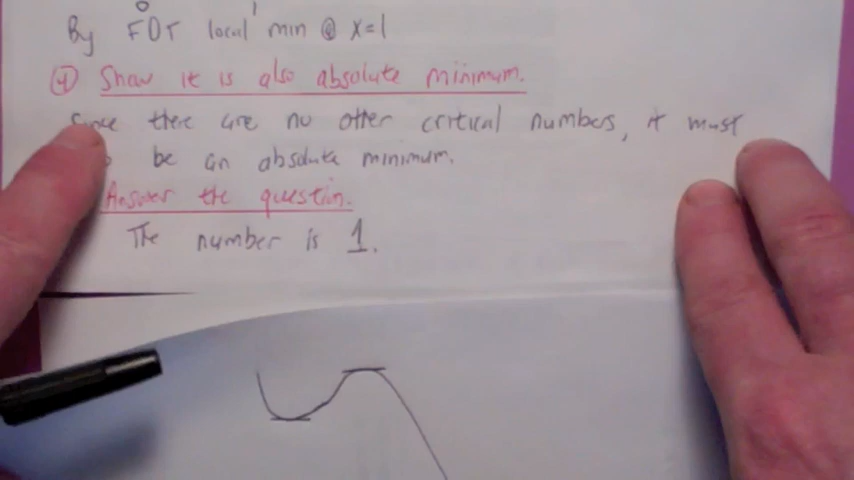 By FDT local min @ x=1
④ Show it is also absolute minimum.
Since there are no other critical numbers, it must
be an absolute minimum.
Answer the question.
The number is 1.